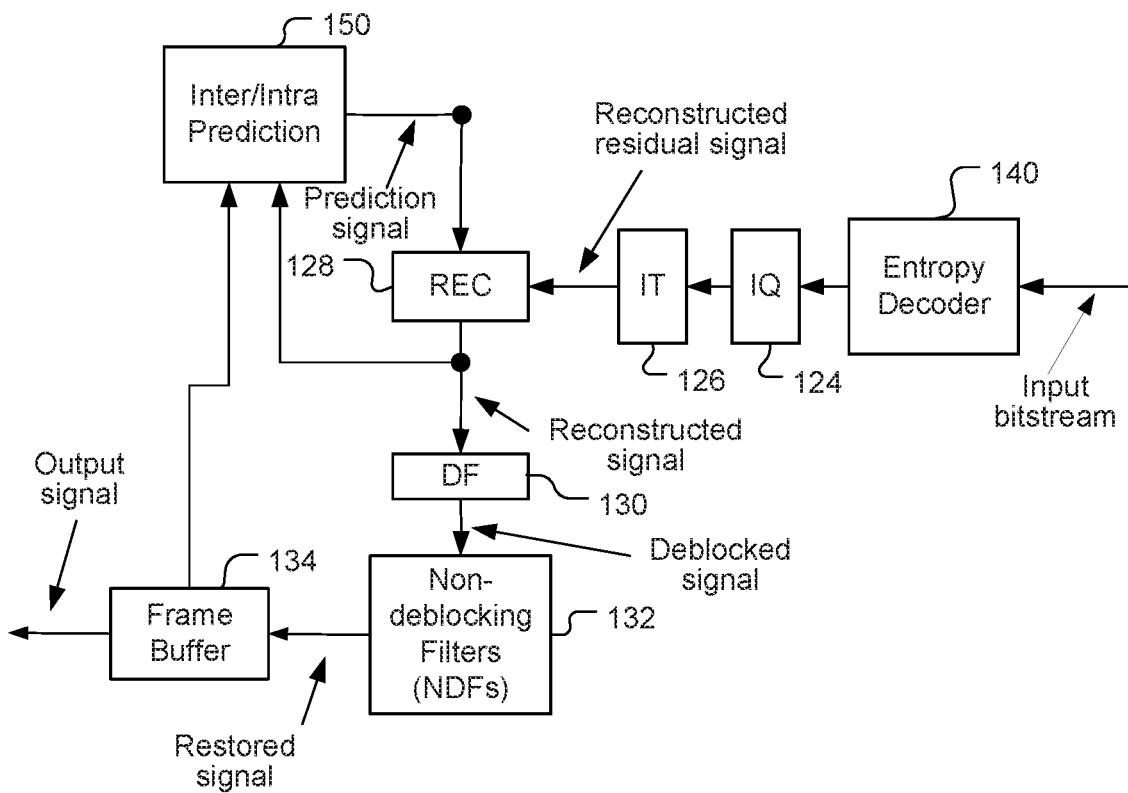 150
Inter/Intra
Prediction
Reconstructed
residual signal
Prediction
signal
140
128
REC
IT
IQ
Entropy
Decoder
126
124
Input
bitstream
Reconstructed
signal
DF
130
Output
signal
Deblocked
signal
134
Frame
Buffer
Non-
deblocking
Filters
(NDFs)
132
Restored
signal